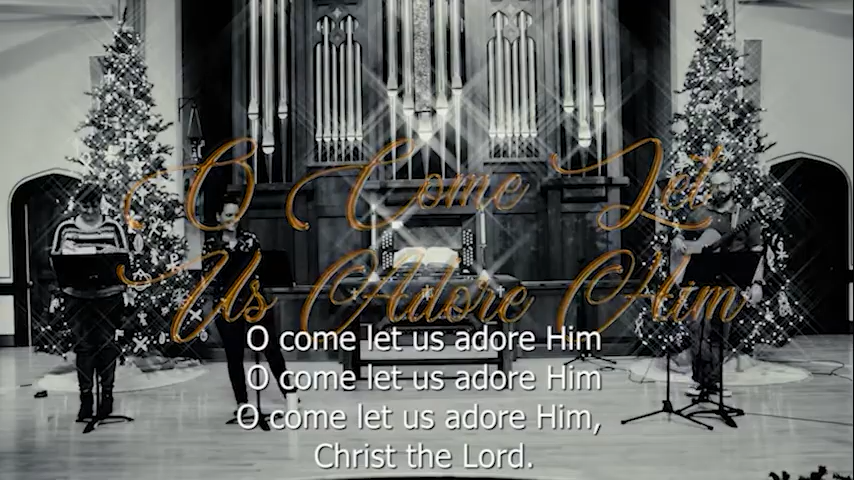 O Come Let
Us Adore Him
O come let us adore Him
O come let us adore Him
O come let us adore Him,
Christ the Lord.